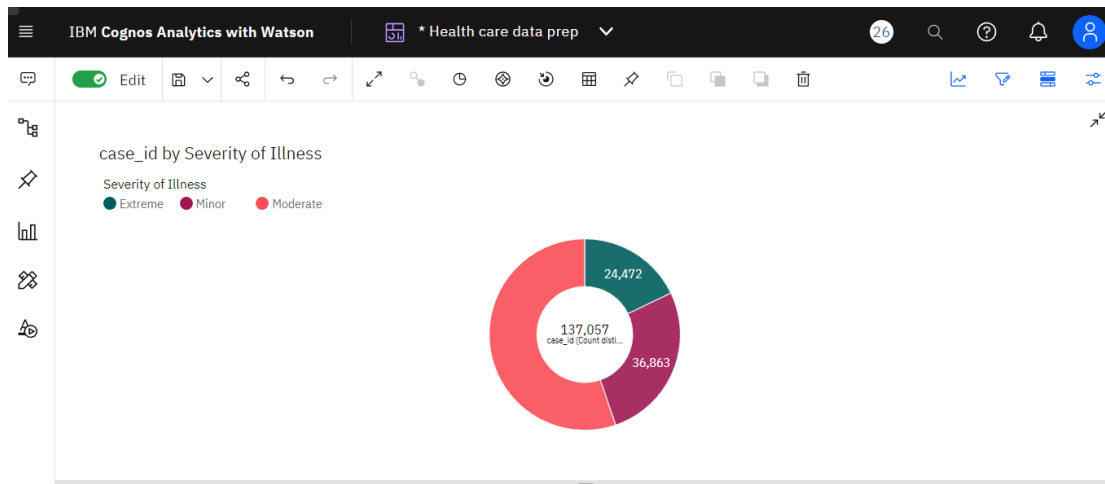 IBM Cognos Analytics with Watson
* Health care data prep
26
Edit
case_id by Severity of Illness
Severity of Illness
Extreme Minor Moderate
24,472
137,057
case_id (Count disti...
36,863